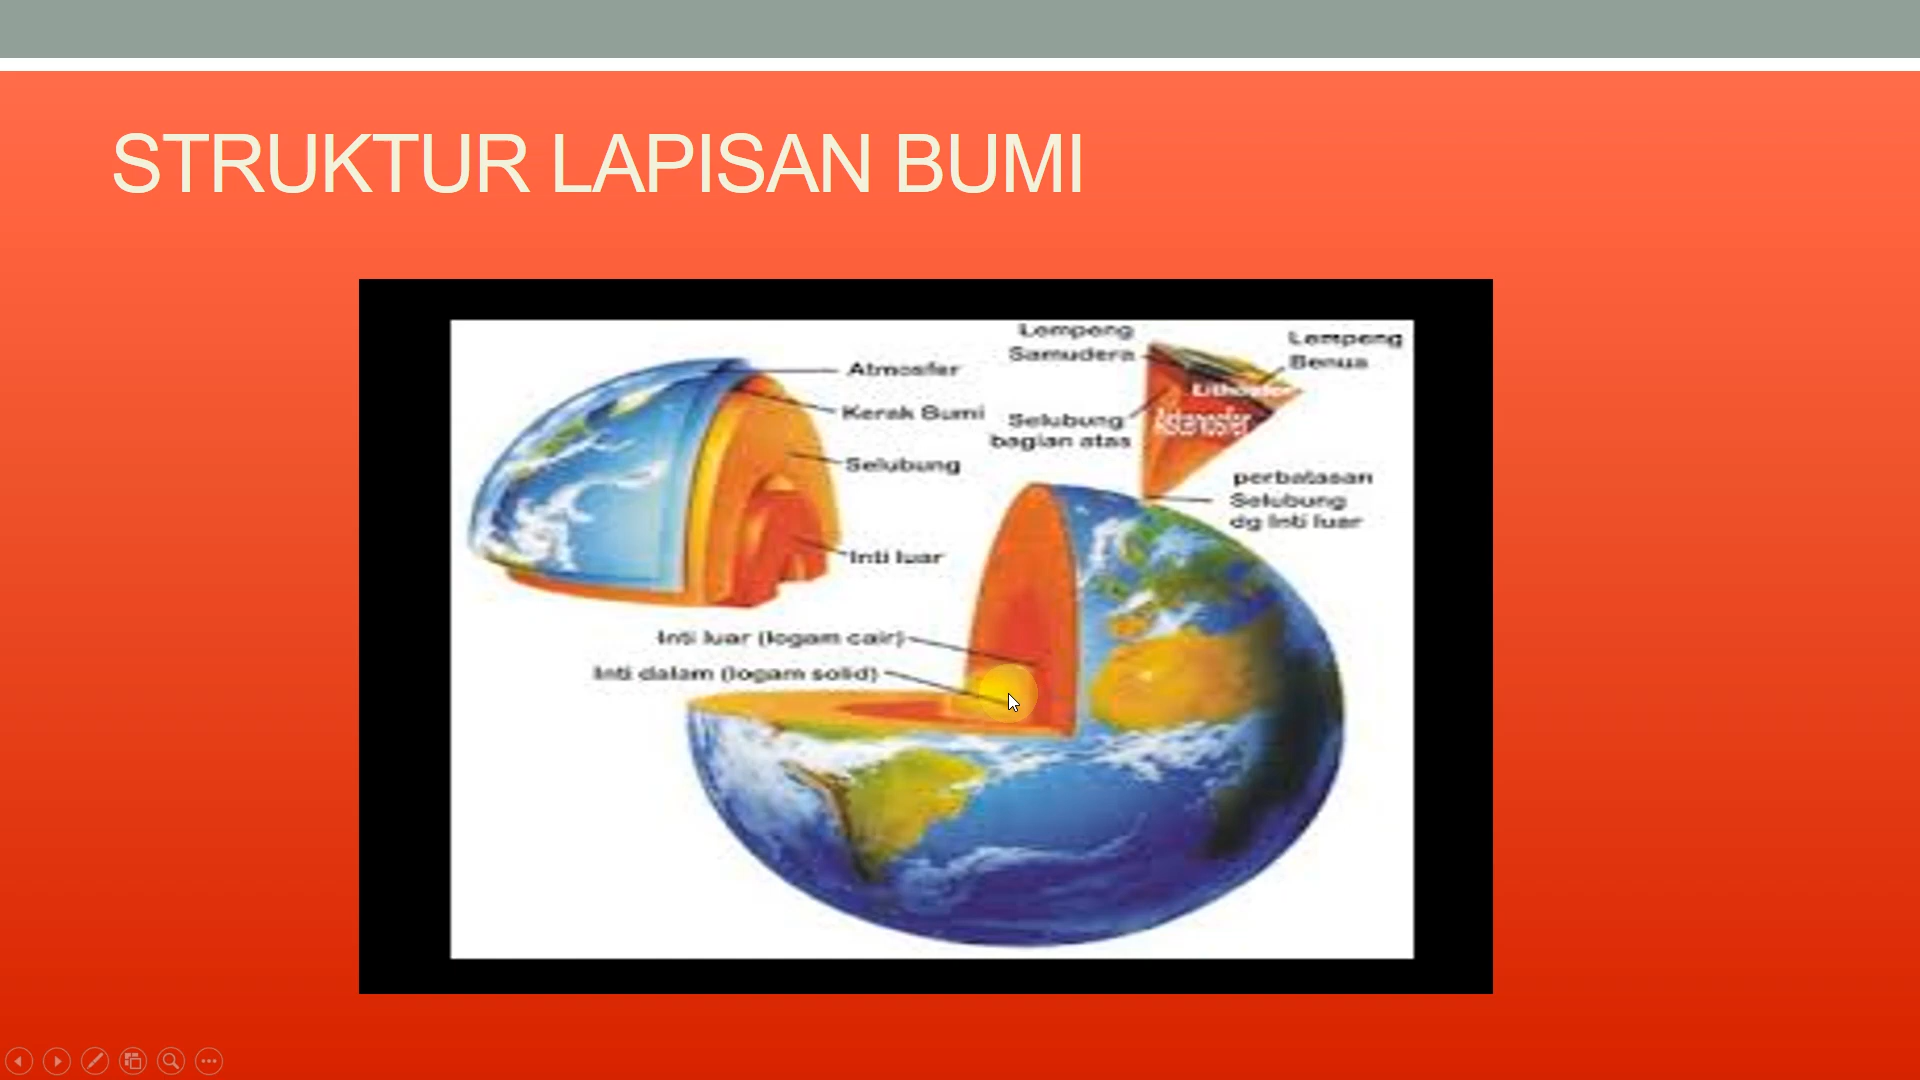 STRUKTUR LAPISAN BUMI
Atmosfer
Kerak Bumi
Selubung
Inti luar
Lempeng
Samudera
Lempeng
Benua
Lithosfer
Astenosfer
Selubung
bagian atas
perbatasan
Selubung
dg Inti luar
Inti luar (logam cair)
Inti dalam (logam solid)